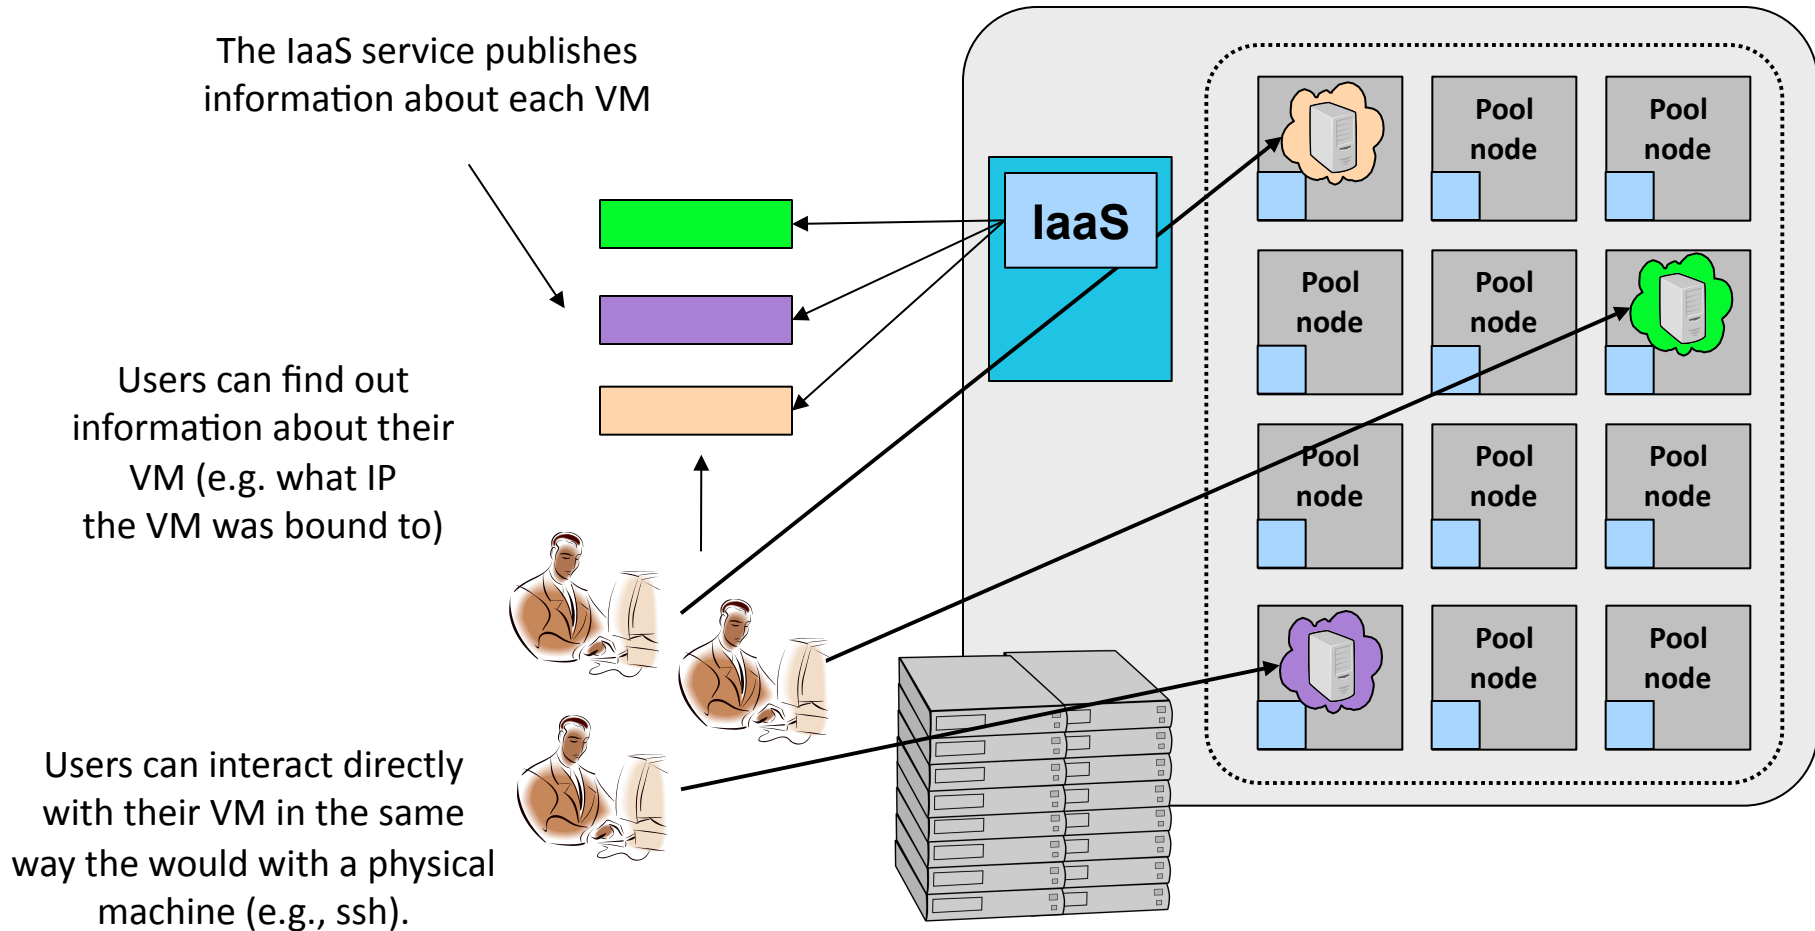 The IaaS service publishes
information about each VM
Users can find out
information about their
VM (e.g. what IP
the VM was bound to)
Users can interact directly
with their VM in the same
way the would with a physical
machine (e.g., ssh).
IaaS
Pool
node
Pool
node
Pool
node
Pool
node
Pool
node
Pool
node
Pool
node
Pool
node
Pool
node